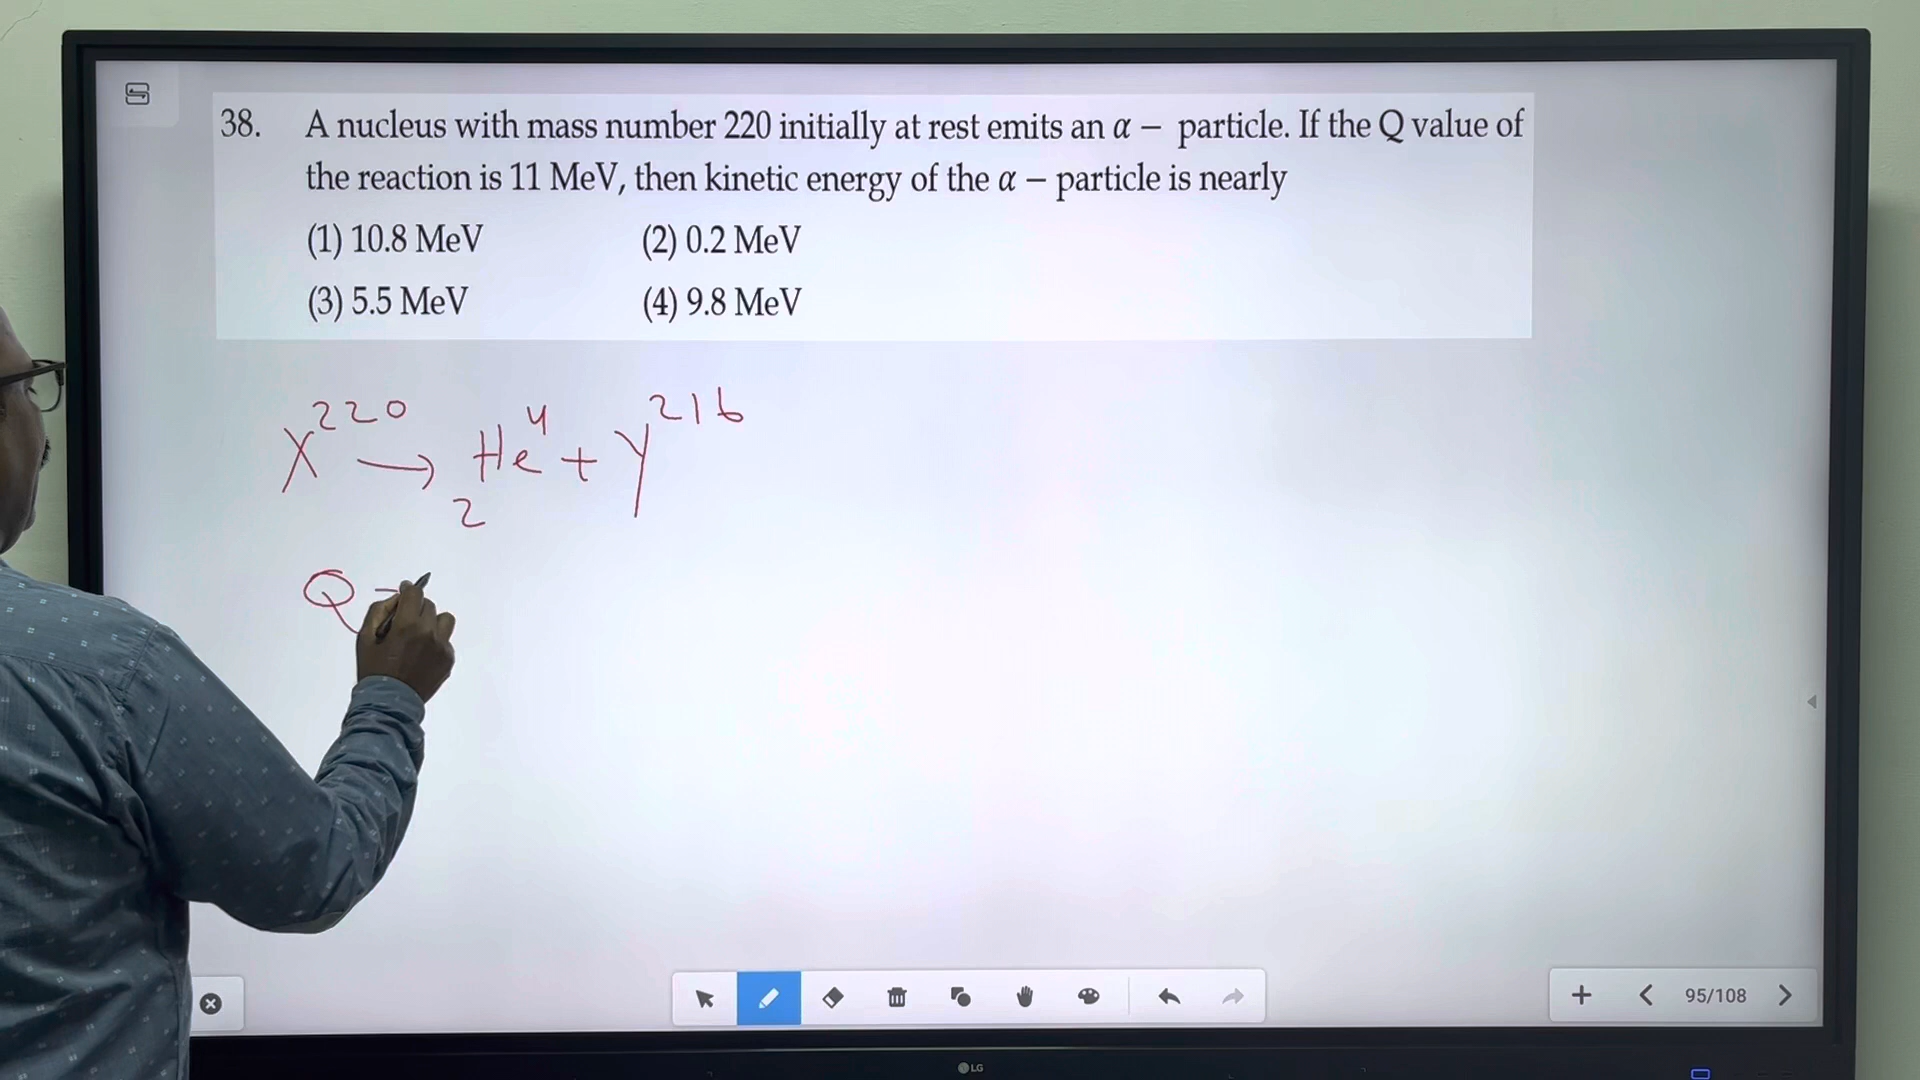 38. A nucleus with mass number 220 initially at rest emits an α − particle. If the Q value of
the reaction is 11 MeV, then kinetic energy of the α − particle is nearly
(1) 10.8 MeV (2) 0.2 MeV
(3) 5.5 MeV (4) 9.8 MeV
X²²⁰ → ₂He⁴ + Y²¹⁶
Q
95/108
LG